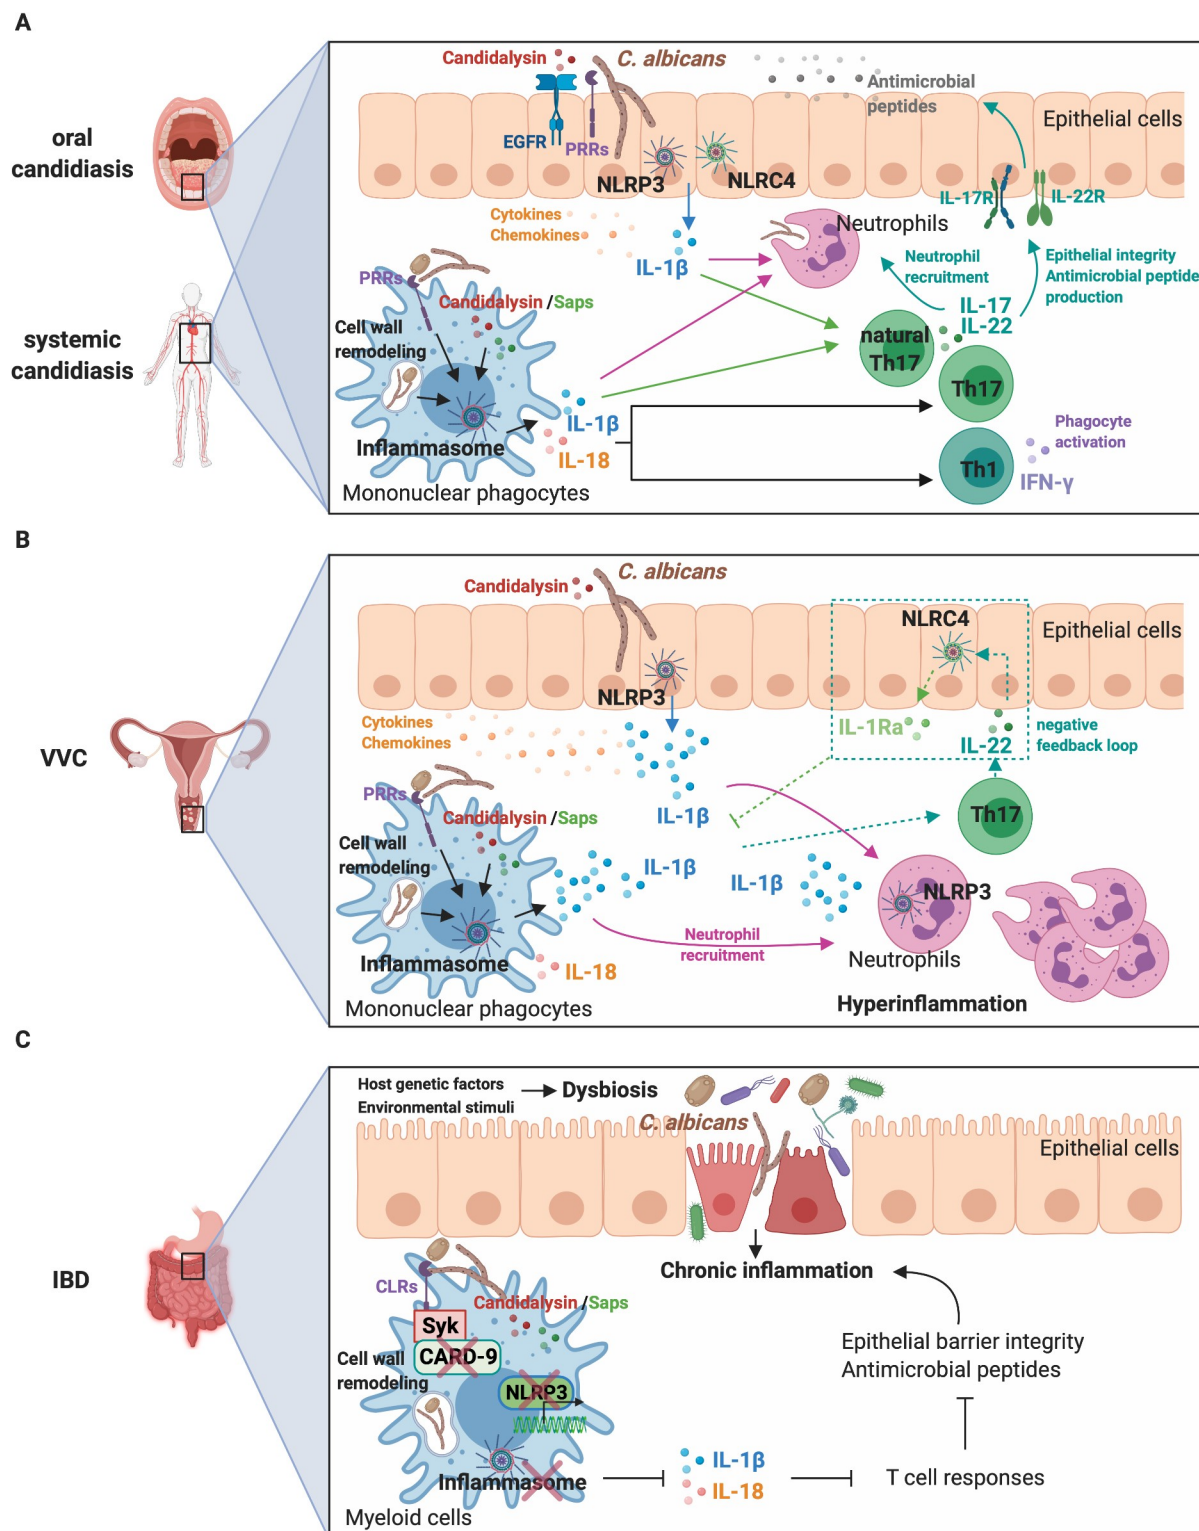 A
Candidalysin
C. albicans
Antimicrobial
peptides
oral
candidiasis
EGFR
PRRs
Epithelial cells
NLRP3
NLRC4
IL-17R
IL-22R
Cytokines
Chemokines
IL-1β
Neutrophils
Neutrophil
recruitment
Epithelial integrity
Antimicrobial peptide
production
PRRs
Candidalysin /Saps
Cell wall
remodeling
IL-17
IL-22
natural
Th17
systemic
candidiasis
Th17
IL-1β
IL-18
Inflammasome
Phagocyte
activation
Th1
IFN-γ
Mononuclear phagocytes
B
Candidalysin
C. albicans
NLRC4
Epithelial cells
NLRP3
Cytokines
Chemokines
IL-1Ra
IL-22
negative
feedback loop
VVC
PRRs
Candidalysin /Saps
IL-1β
Th17
Cell wall
remodeling
IL-1β
IL-1β
NLRP3
Neutrophil
recruitment
Neutrophils
Inflammasome
IL-18
Mononuclear phagocytes
Hyperinflammation
C
Host genetic factors
Environmental stimuli
Dysbiosis
C. albicans
Epithelial cells
IBD
Chronic inflammation
CLRs
Candidalysin /Saps
Syk
CARD-9
Cell wall
remodeling
NLRP3
Epithelial barrier integrity
Antimicrobial peptides
Inflammasome
IL-1β
IL-18
T cell responses
Myeloid cells